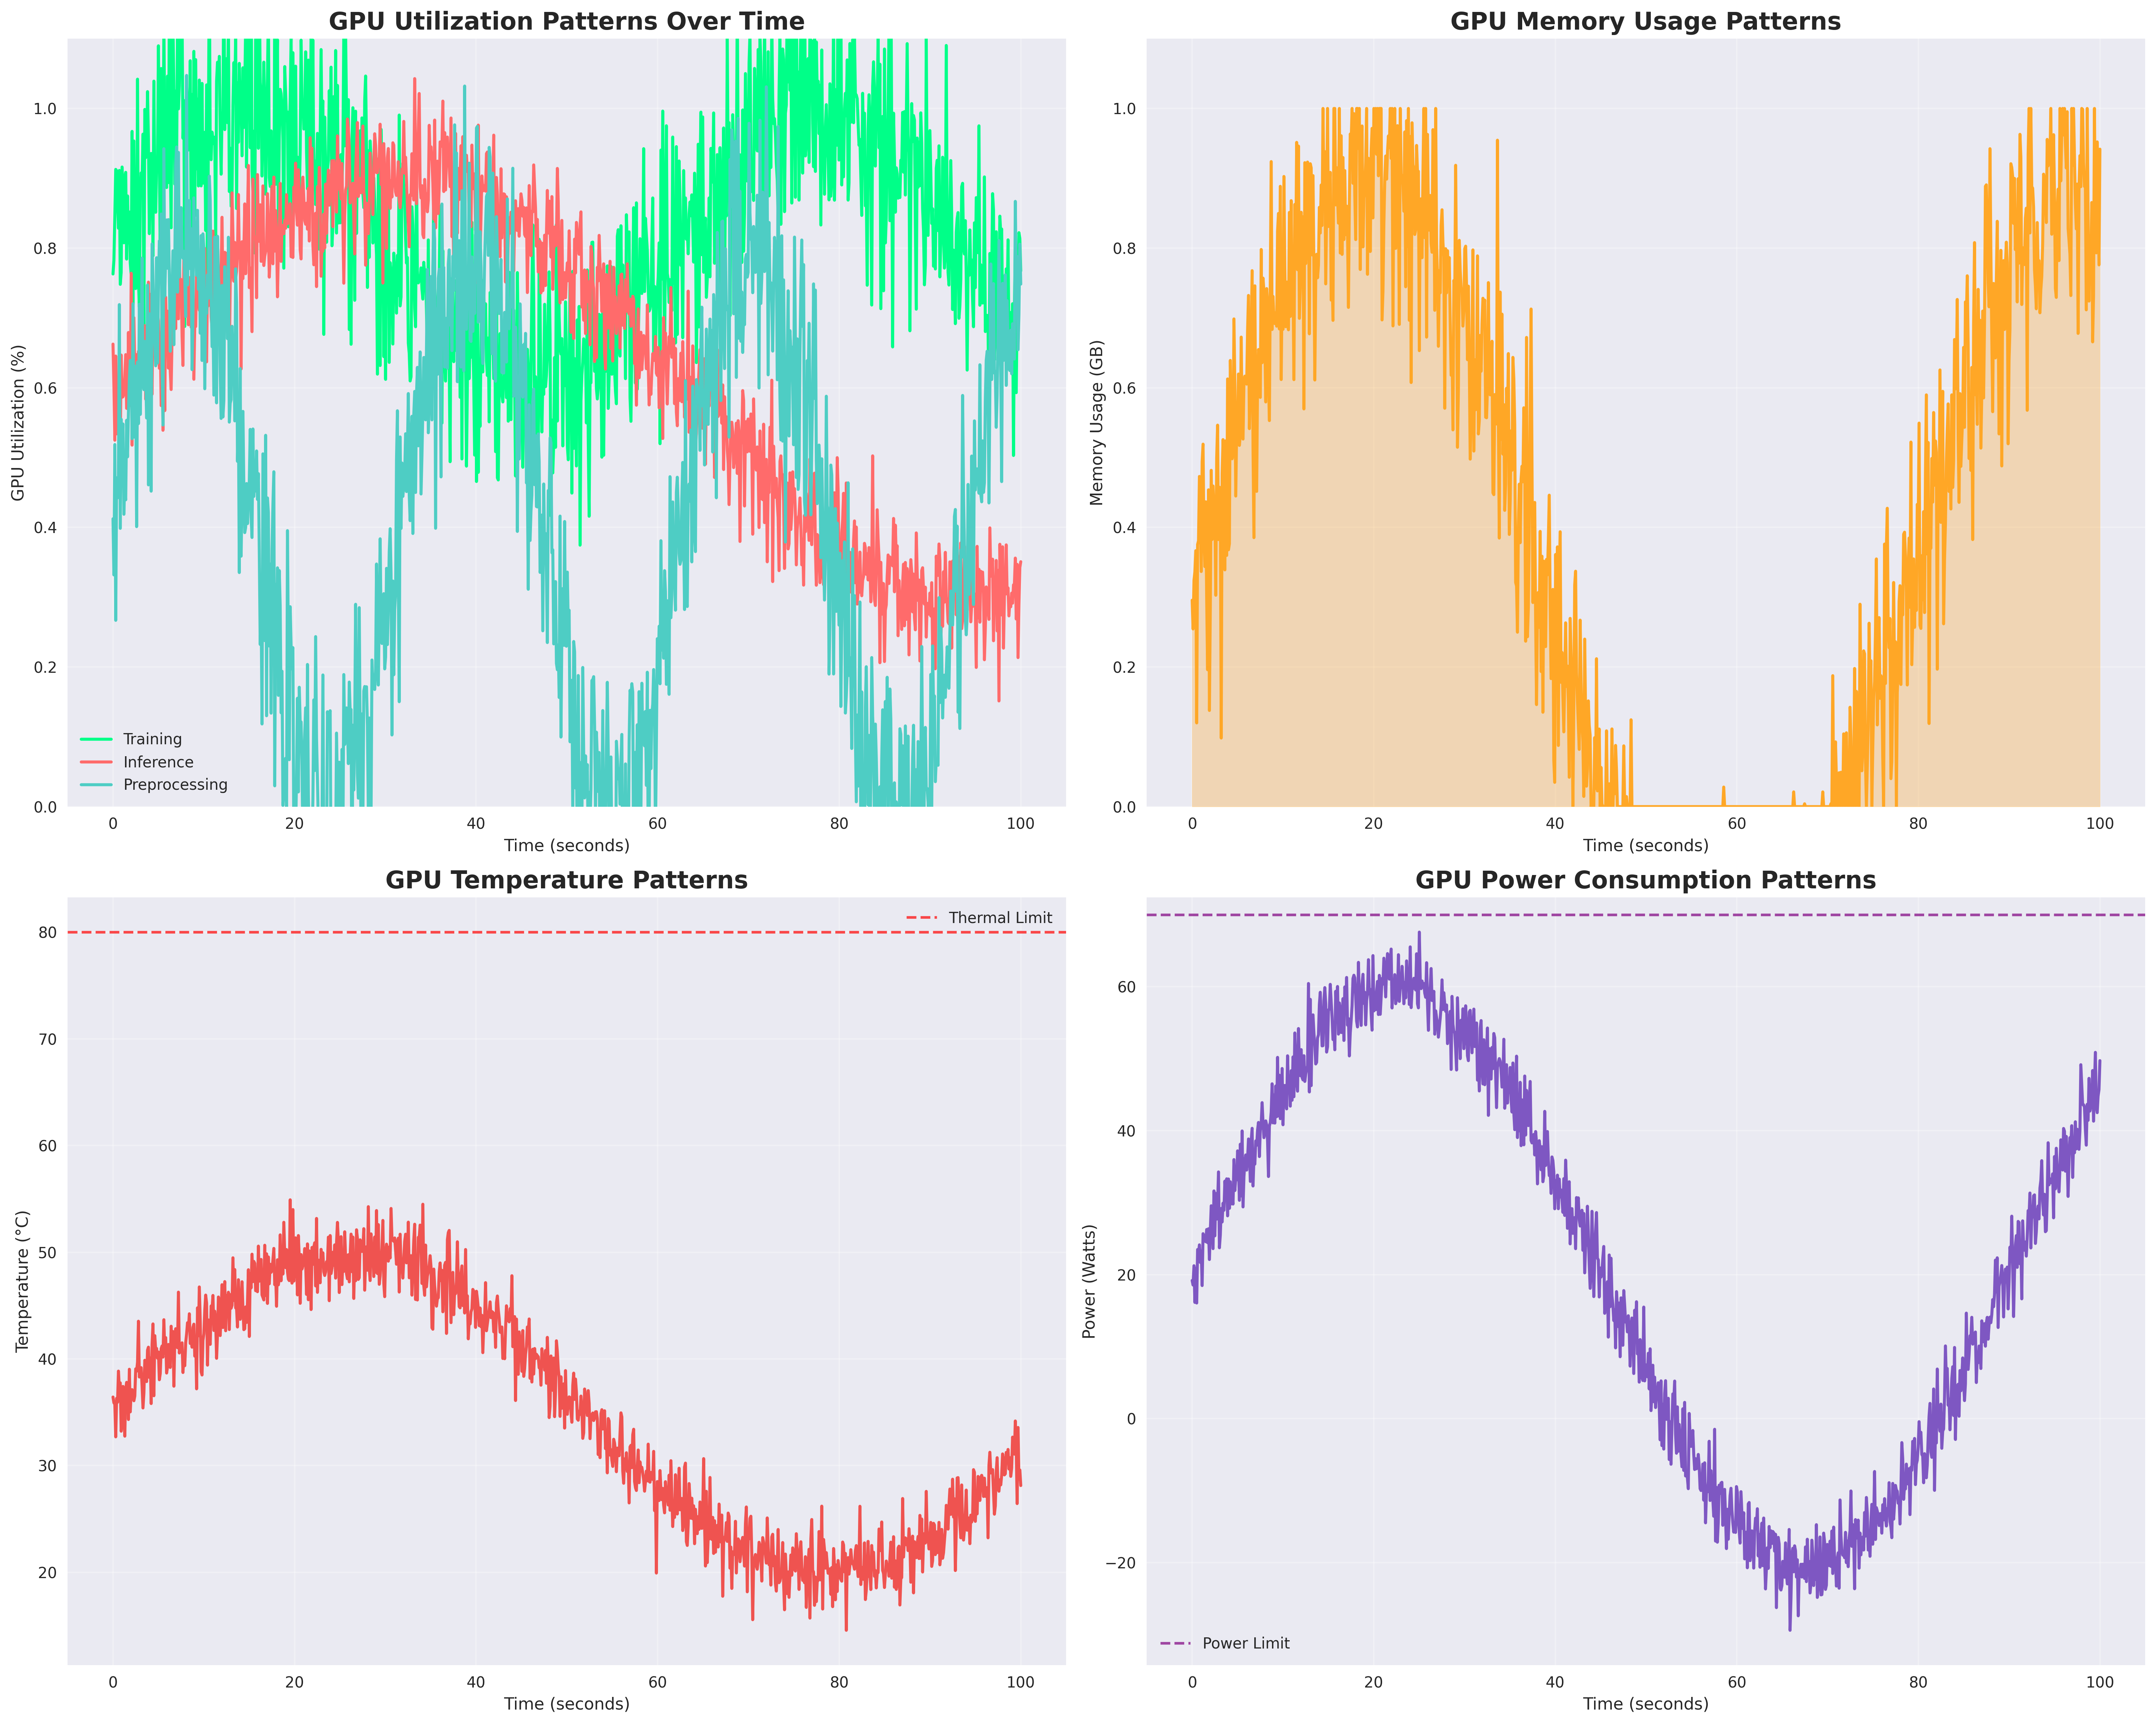 GPU Utilization Patterns Over Time
GPU Utilization (%)
1.0
0.8
0.6
0.4
0.2
0.0
Training
Inference
Preprocessing
0 20 40 60 80 100
Time (seconds)
GPU Memory Usage Patterns
Memory Usage (GB)
1.0
0.8
0.6
0.4
0.2
0.0
0 20 40 60 80 100
Time (seconds)
GPU Temperature Patterns
Thermal Limit
Temperature (°C)
80
70
60
50
40
30
20
0 20 40 60 80 100
Time (seconds)
GPU Power Consumption Patterns
Power (Watts)
60
40
20
0
−20
Power Limit
0 20 40 60 80 100
Time (seconds)